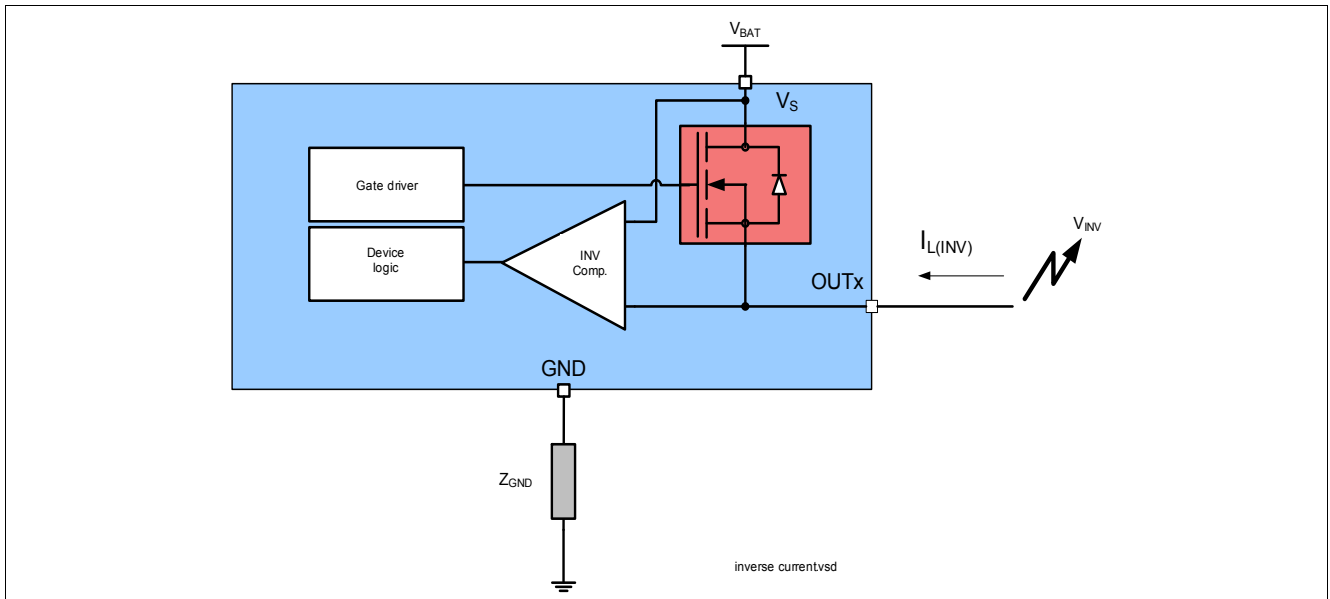 VBAT
VS
Gate driver
Device
logic
INV
Comp.
IL(INV)
VINV
OUTx
GND
ZGND
inverse current.vsd